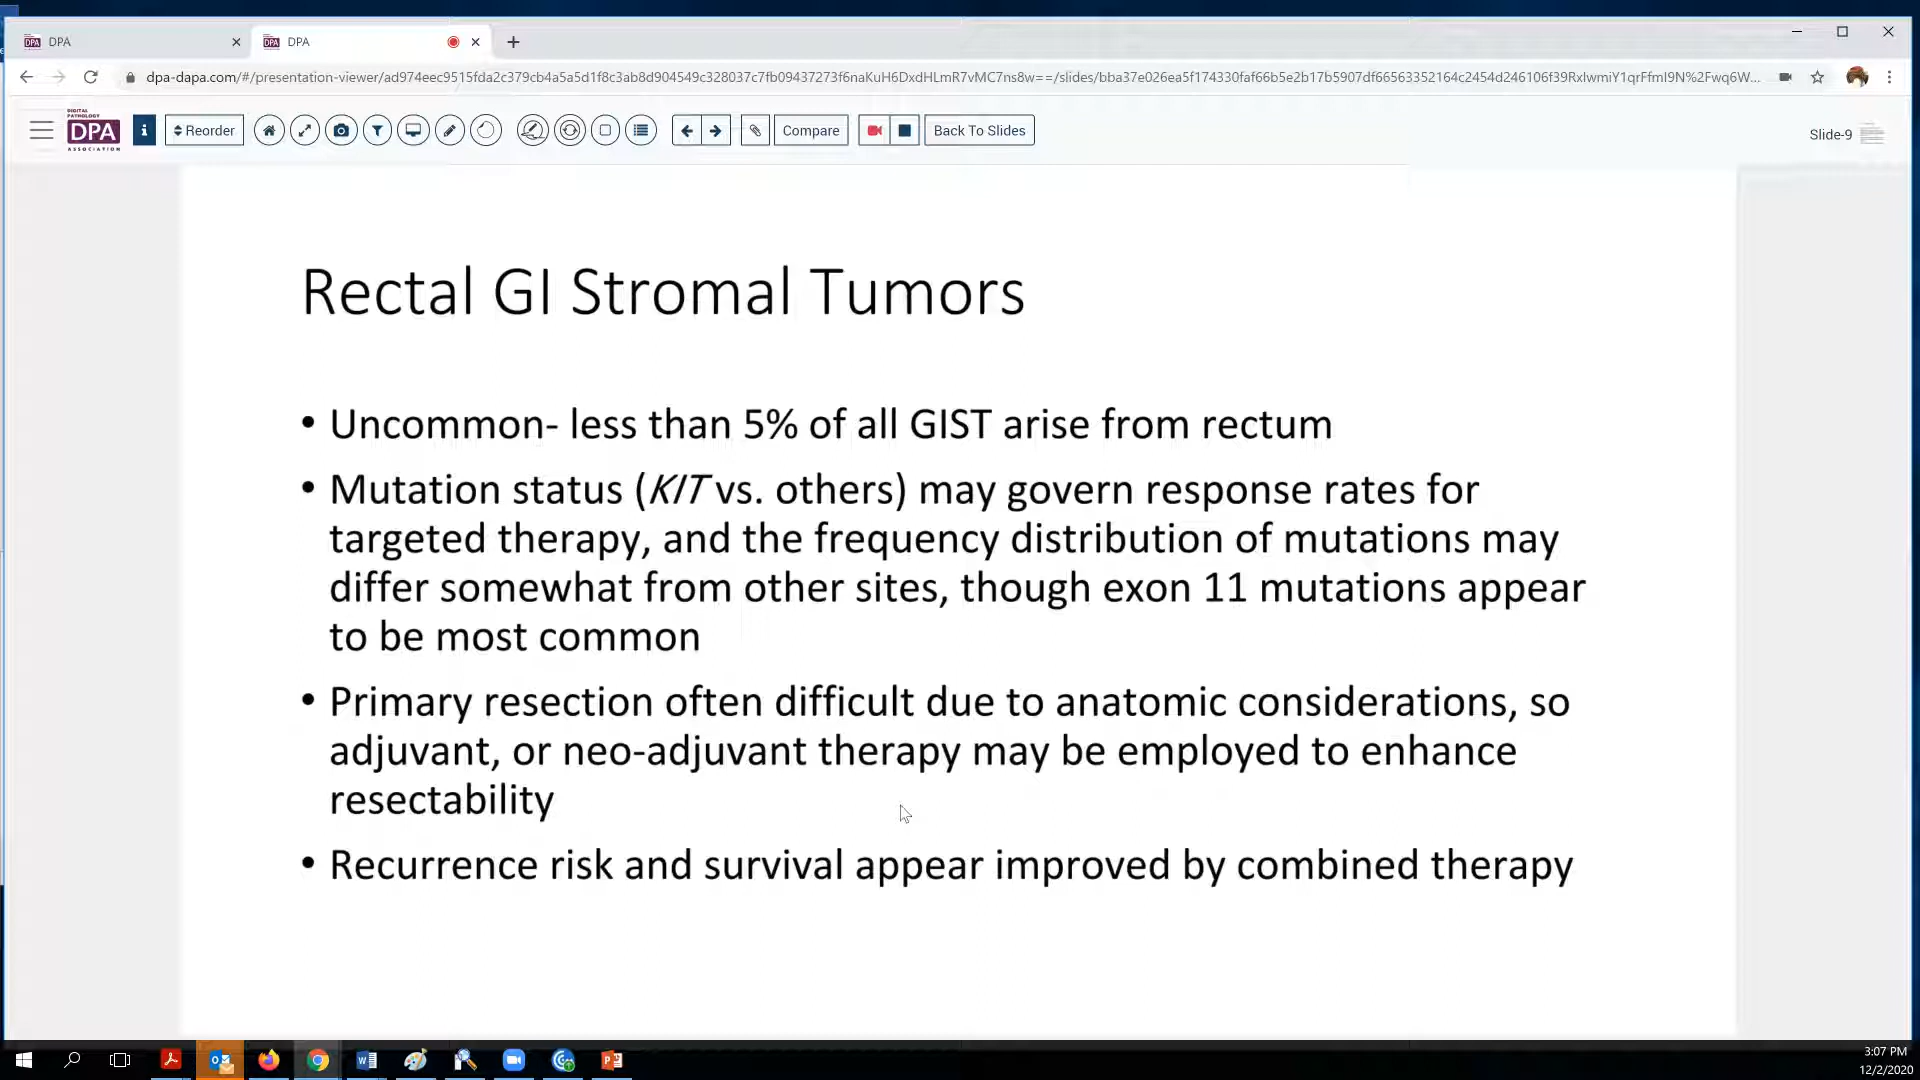 DPA
DPA
dpa-dapa.com/#/presentation-viewer/ad974eec9515fda2c379cb4a5a5d1f8c3ab8d904549c328037c7fb09437273f6naKuH6DxdHLmR7vMC7ns8w==/slides/bba37e026ea5f174330faf66b5e2b17b5907df66563352164c2454d246106f39RxIwmiY1qrFfmI9N%2Fwq6W...
DIGITAL PATHOLOGY
DPA
ASSOCIATION
i
Reorder
Compare
Back To Slides
Slide-9
Rectal GI Stromal Tumors
• Uncommon- less than 5% of all GIST arise from rectum
• Mutation status (KIT vs. others) may govern response rates for
targeted therapy, and the frequency distribution of mutations may
differ somewhat from other sites, though exon 11 mutations appear
to be most common
• Primary resection often difficult due to anatomic considerations, so
adjuvant, or neo-adjuvant therapy may be employed to enhance
resectability
• Recurrence risk and survival appear improved by combined therapy
3:07 PM
12/2/2020